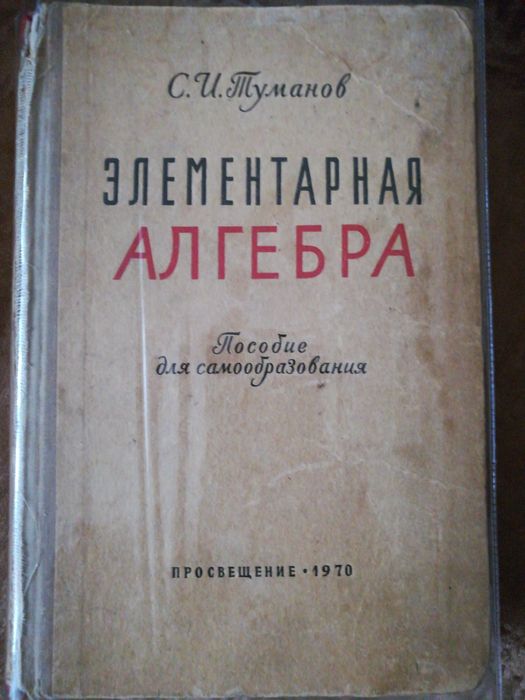 С. И. Туманов
ЭЛЕМЕНТАРНАЯ
АЛГЕБРА
Пособие
для самообразования
ПРОСВЕЩЕНИЕ • 1970